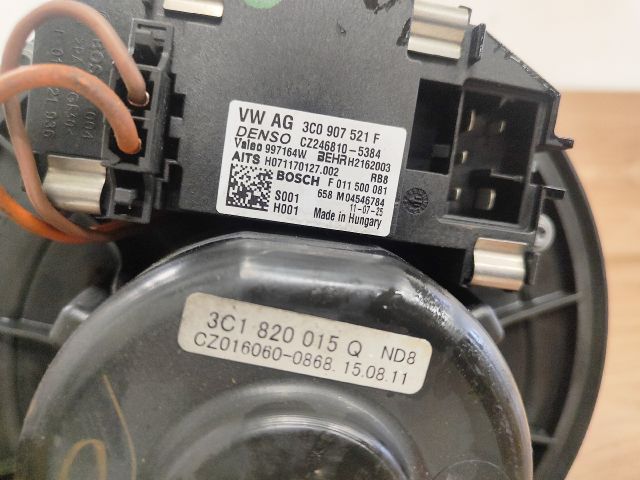 VW AG 3C0 907 521 F
DENSO CZ246810-5384
Valeo 997164W BEHR H2162003
AITS H071170127.002 RB8
BOSCH F 011 500 081
S001 658 M 04546784
H001 11-07-25
Made in Hungary
3C1 820 015 Q ND8
CZ016060-0868. 15.08.11